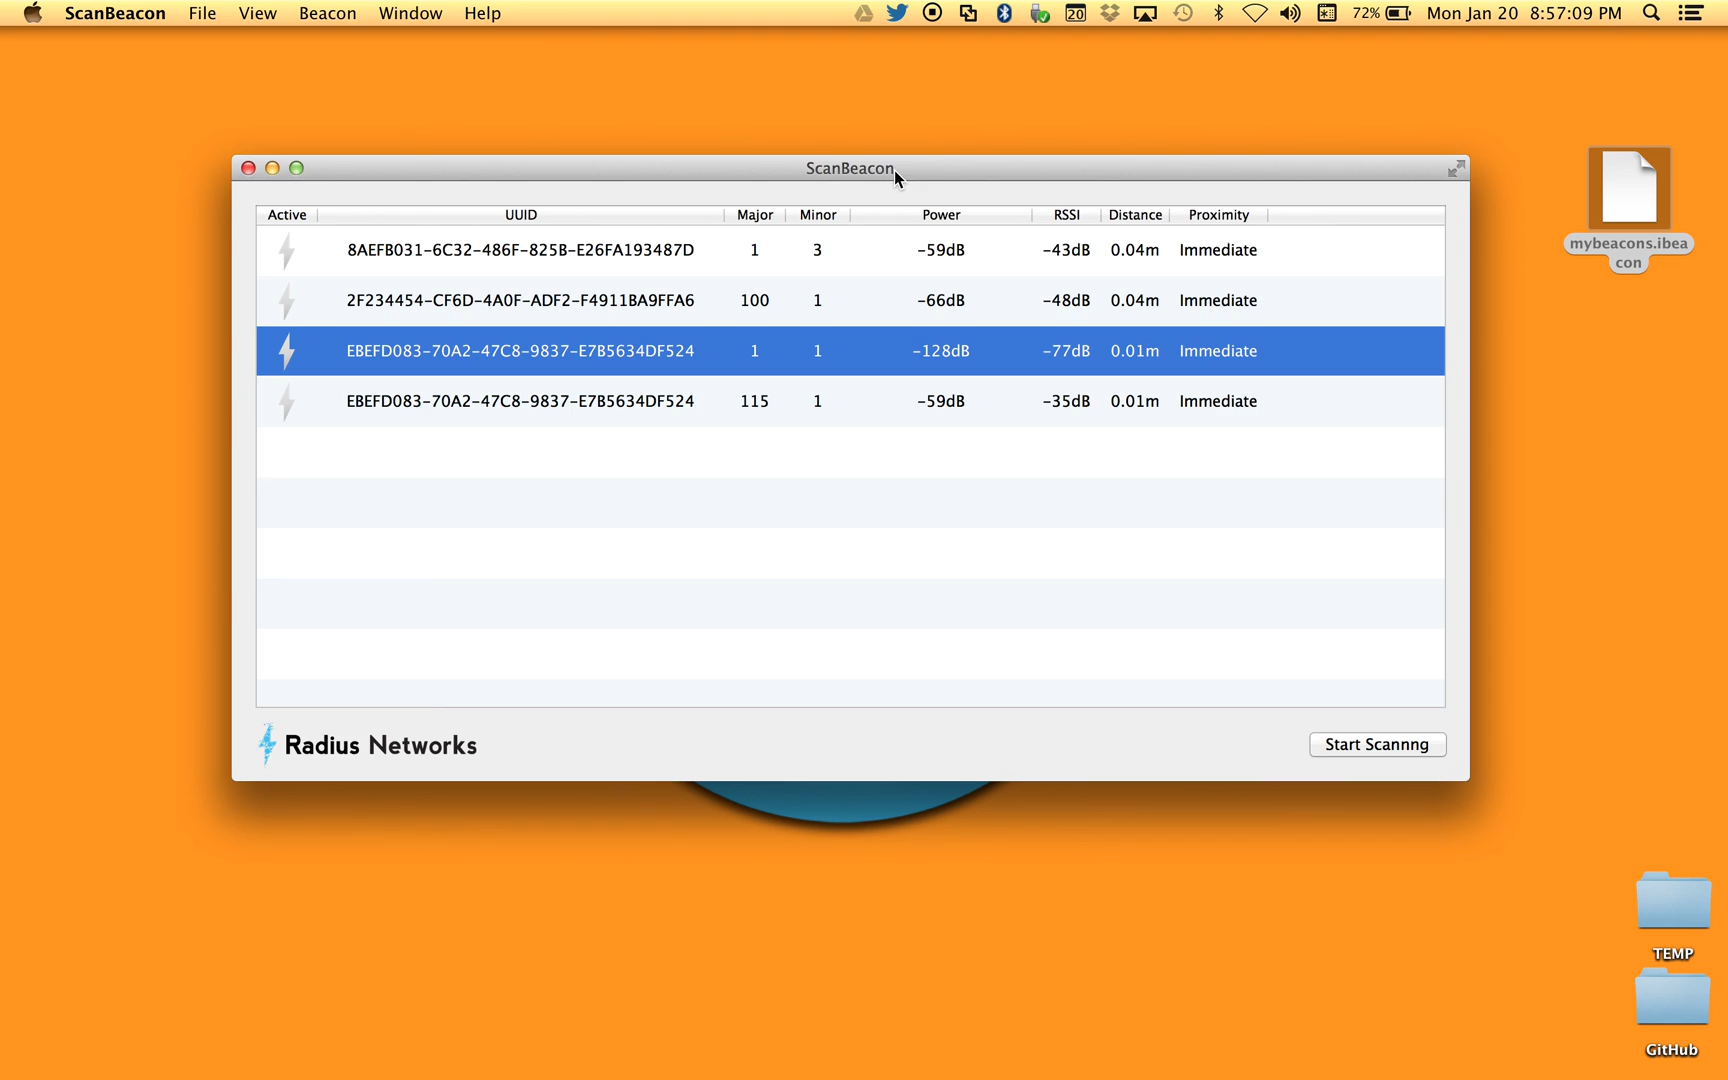 ScanBeacon File View Beacon Window Help 20 72% Mon Jan 20 8:57:09 PM
ScanBeacon
Active UUID Major Minor Power RSSI Distance Proximity
8AEFB031-6C32-486F-825B-E26FA193487D 1 3 -59dB -43dB 0.04m Immediate
2F234454-CF6D-4A0F-ADF2-F4911BA9FFA6 100 1 -66dB -48dB 0.04m Immediate
EBEFD083-70A2-47C8-9837-E7B5634DF524 1 1 -128dB -77dB 0.01m Immediate
EBEFD083-70A2-47C8-9837-E7B5634DF524 115 1 -59dB -35dB 0.01m Immediate
Radius Networks
Start Scannng
mybeacons.ibea
con
TEMP
GitHub